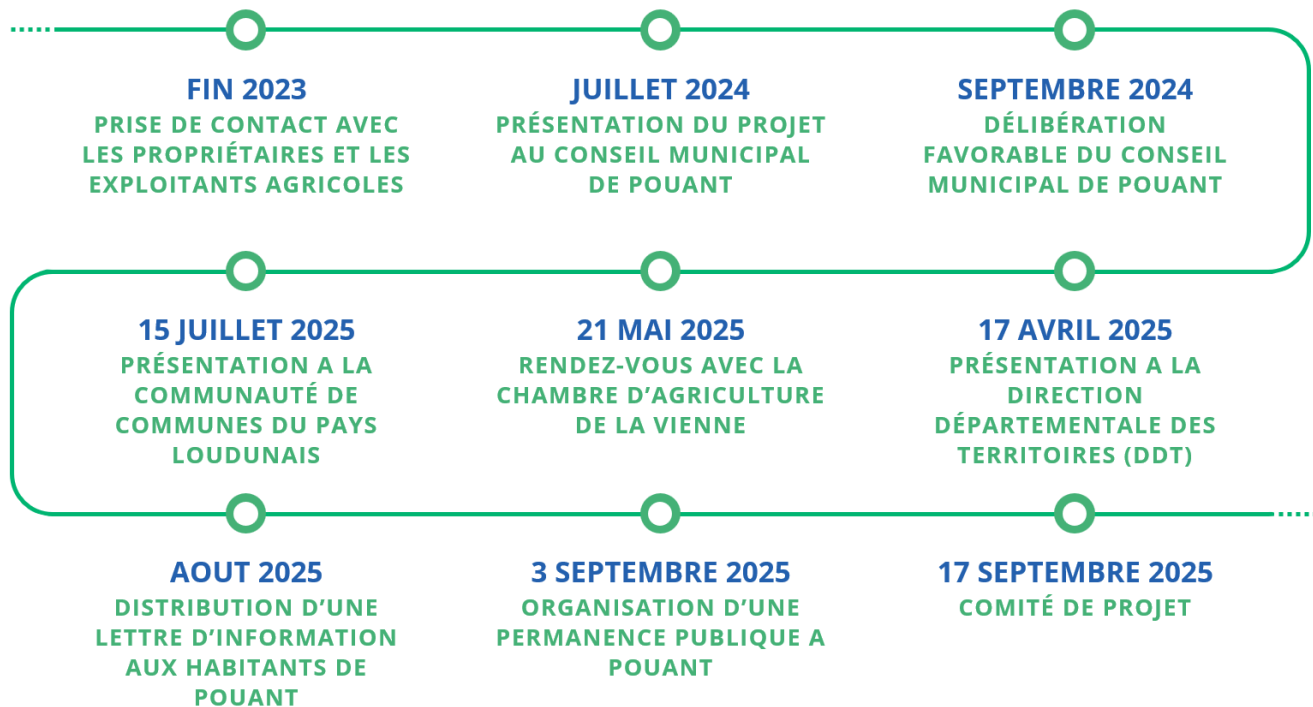 FIN 2023
PRISE DE CONTACT AVEC
LES PROPRIÉTAIRES ET LES
EXPLOITANTS AGRICOLES
JUILLET 2024
PRÉSENTATION DU PROJET
AU CONSEIL MUNICIPAL
DE POUANT
SEPTEMBRE 2024
DÉLIBÉRATION
FAVORABLE DU CONSEIL
MUNICIPAL DE POUANT
17 AVRIL 2025
PRÉSENTATION A LA
DIRECTION
DÉPARTEMENTALE DES
TERRITOIRES (DDT)
21 MAI 2025
RENDEZ-VOUS AVEC LA
CHAMBRE D’AGRICULTURE
DE LA VIENNE
15 JUILLET 2025
PRÉSENTATION A LA
COMMUNAUTÉ DE
COMMUNES DU PAYS
LOUDUNAIS
AOUT 2025
DISTRIBUTION D’UNE
LETTRE D’INFORMATION
AUX HABITANTS DE
POUANT
3 SEPTEMBRE 2025
ORGANISATION D’UNE
PERMANENCE PUBLIQUE A
POUANT
17 SEPTEMBRE 2025
COMITÉ DE PROJET